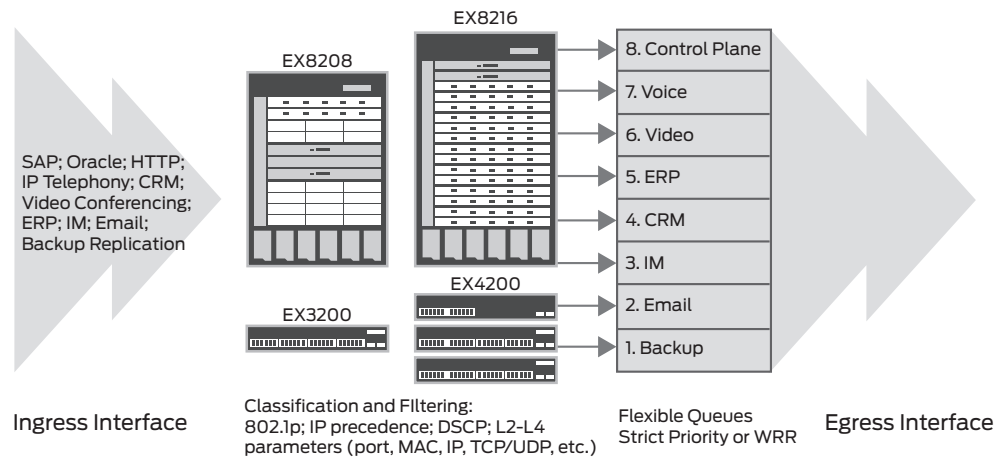 SAP; Oracle; HTTP;
IP Telephony; CRM;
Video Conferencing;
ERP; IM; Email;
Backup Replication
Ingress Interface
EX8208
EX3200
EX8216
EX4200
Classification and FIltering:
802.1p; IP precedence; DSCP; L2-L4
parameters (port, MAC, IP, TCP/UDP, etc.)
8. Control Plane
7. Voice
6. Video
5. ERP
4. CRM
3. IM
2. Email
1. Backup
Flexible Queues
Strict Priority or WRR
Egress Interface